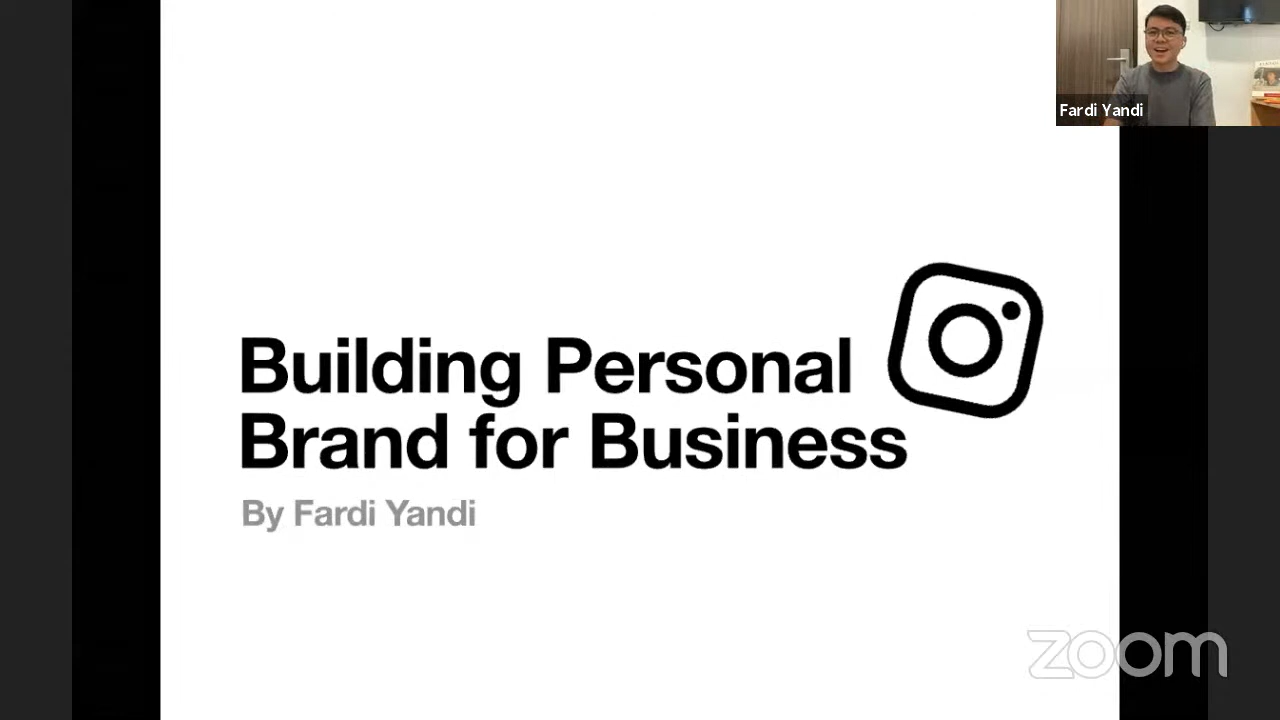 Fardi Yandi
Building Personal
Brand for Business
By Fardi Yandi
zoom